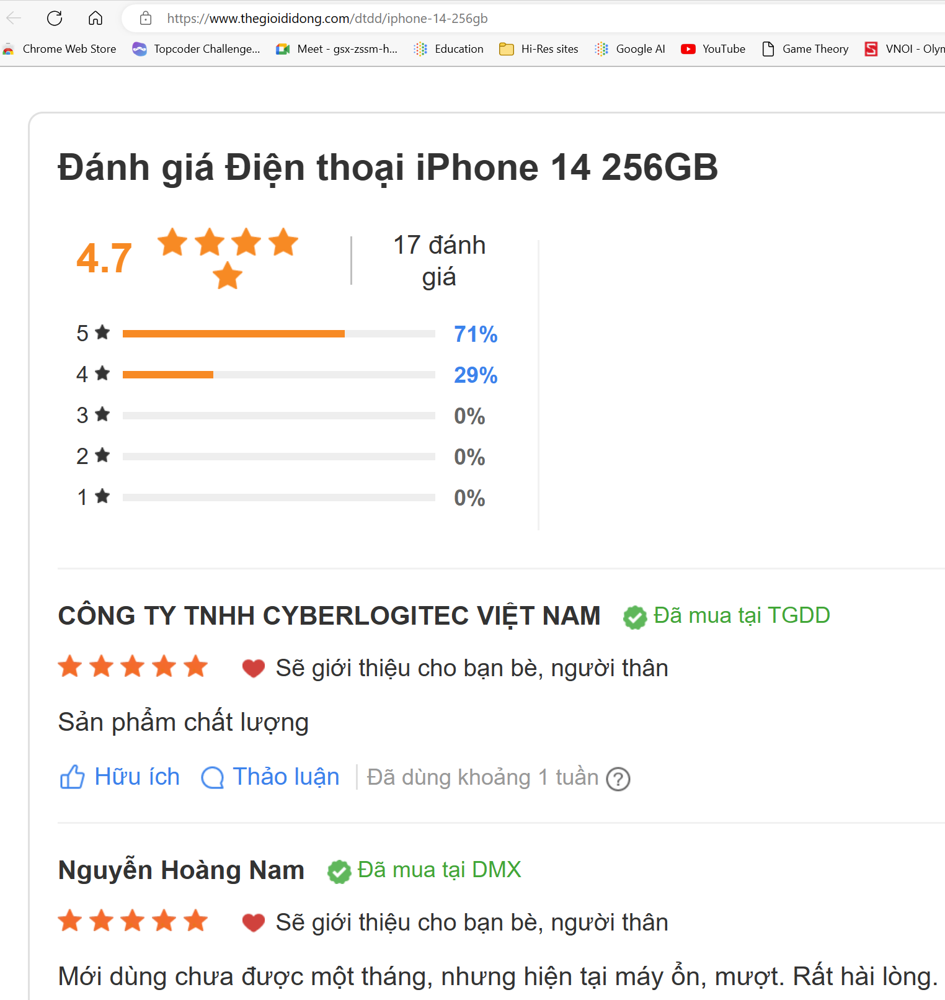 https://www.thegioididong.com/dtdd/iphone-14-256gb
Chrome Web Store Topcoder Challenge... Meet - gsx-zssm-h... Education Hi-Res sites Google AI YouTube Game Theory VNOI - Olym
Đánh giá Điện thoại iPhone 14 256GB
4.7
17 đánh
giá
5 71%
4 29%
3 0%
2 0%
1 0%
CÔNG TY TNHH CYBERLOGITEC VIỆT NAM Đã mua tại TGDD
Sẽ giới thiệu cho bạn bè, người thân
Sản phẩm chất lượng
Hữu ích Thảo luận Đã dùng khoảng 1 tuần ?
Nguyễn Hoàng Nam Đã mua tại DMX
Sẽ giới thiệu cho bạn bè, người thân
Mới dùng chưa được một tháng, nhưng hiện tại máy ổn, mượt. Rất hài lòng.